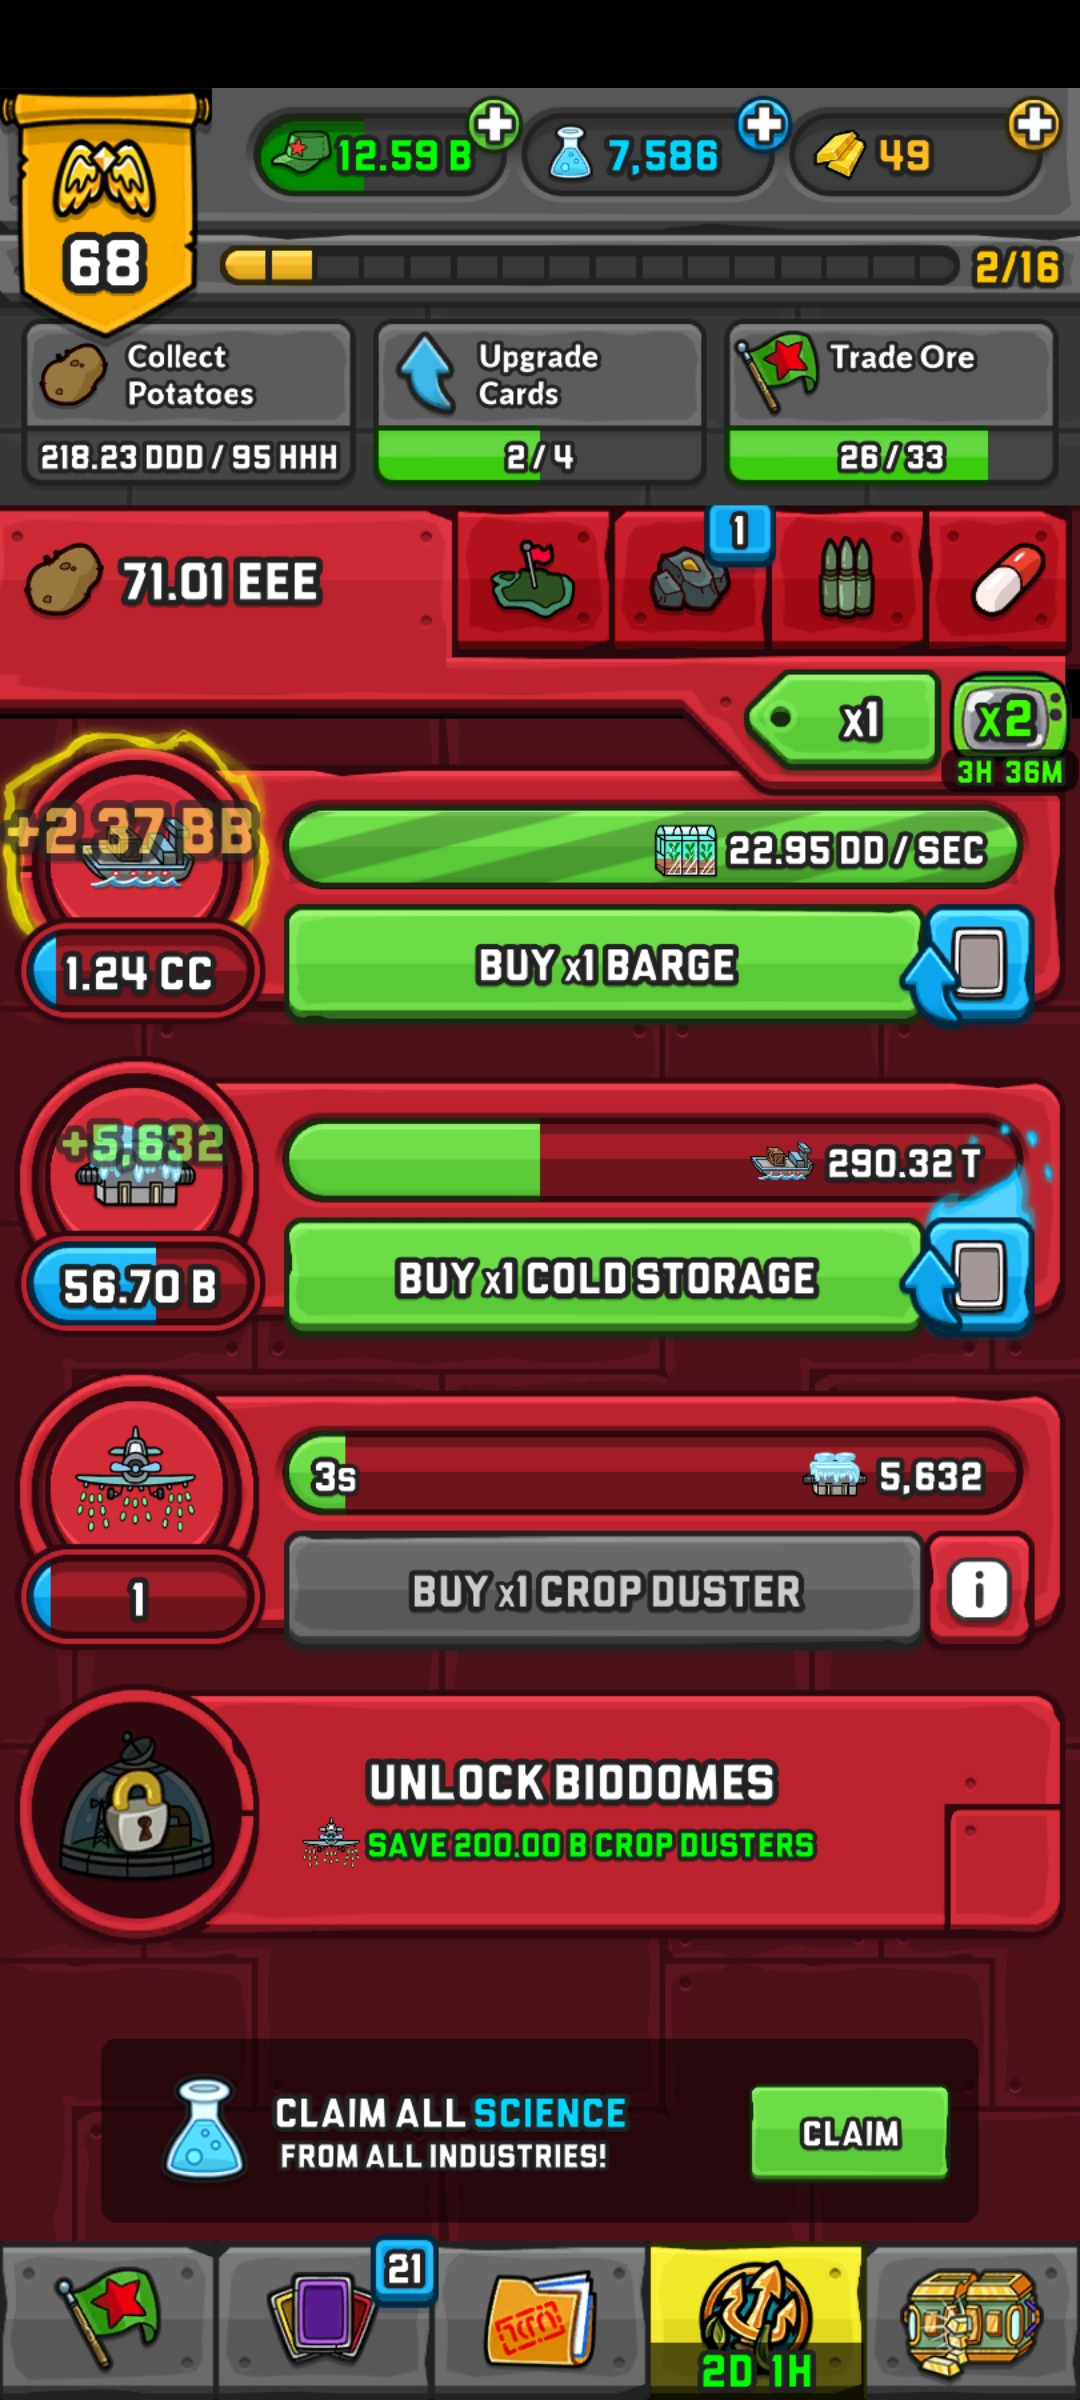 12.59 B
7,586
49
68
2/16
Collect
Potatoes
218.23 DDD / 95 HHH
Upgrade
Cards
2/4
Trade Ore
26/33
71.01 EEE
1
x1
x2
3H 36M
+2.37 BB
22.95 DD / SEC
1.24 CC
BUY x1 BARGE
+5,632
290.32 T
56.70 B
BUY x1 COLD STORAGE
3s
5,632
1
BUY x1 CROP DUSTER
i
UNLOCK BIODOMES
SAVE 200.00 B CROP DUSTERS
CLAIM ALL SCIENCE
FROM ALL INDUSTRIES!
CLAIM
21
2D 1H